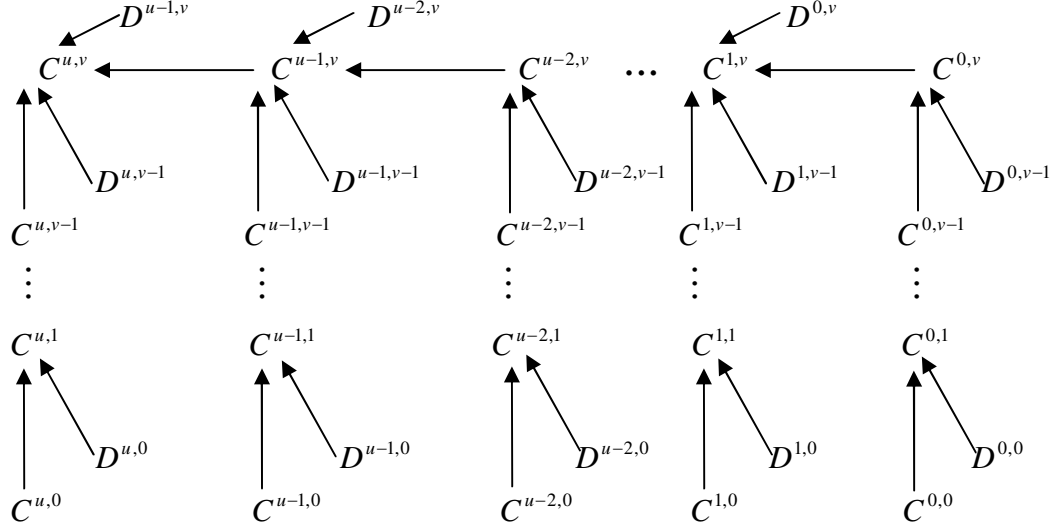 D^{u−1,v} D^{u−2,v} D^{0,v}
C^{u,v} C^{u−1,v} C^{u−2,v} ••• C^{1,v} C^{0,v}
D^{u,v−1} D^{u−1,v−1} D^{u−2,v−1} D^{1,v−1} D^{0,v−1}
C^{u,v−1} C^{u−1,v−1} C^{u−2,v−1} C^{1,v−1} C^{0,v−1}
⋮ ⋮ ⋮ ⋮ ⋮
C^{u,1} C^{u−1,1} C^{u−2,1} C^{1,1} C^{0,1}
D^{u,0} D^{u−1,0} D^{u−2,0} D^{1,0} D^{0,0}
C^{u,0} C^{u−1,0} C^{u−2,0} C^{1,0} C^{0,0}